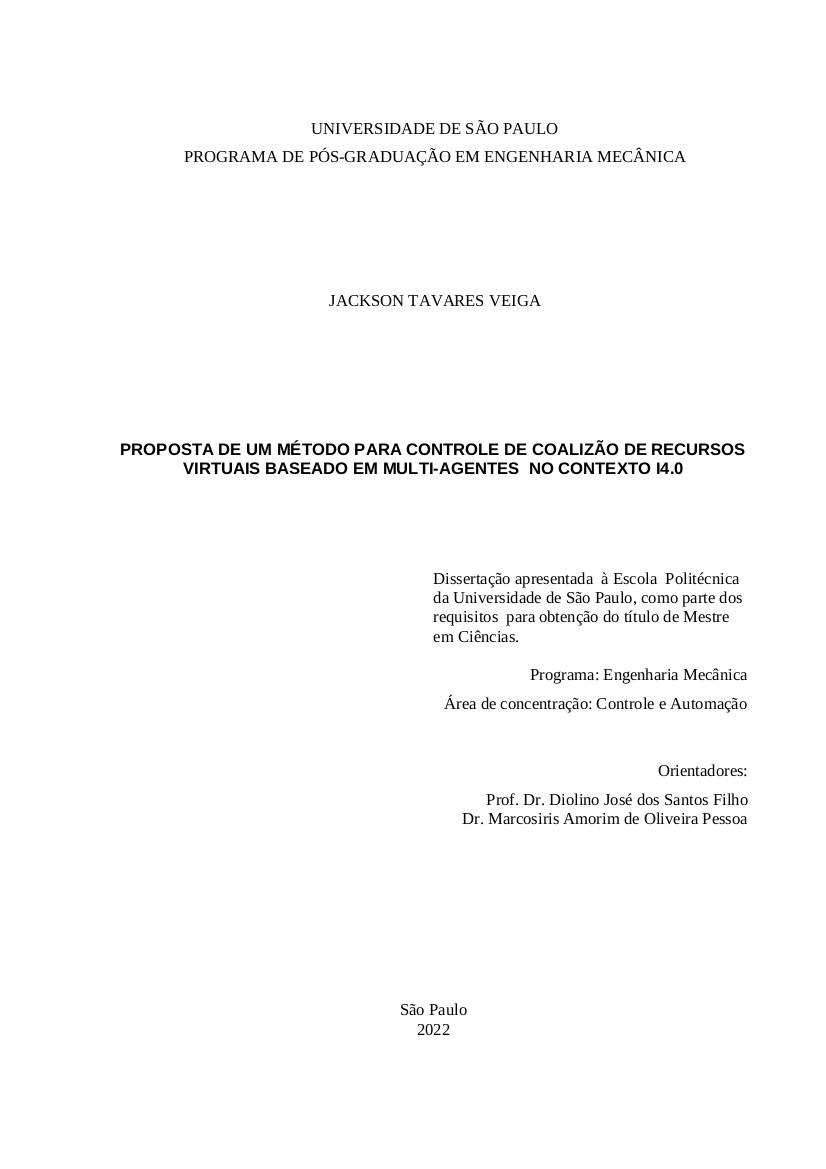 UNIVERSIDADE DE SÃO PAULO
PROGRAMA DE PÓS-GRADUAÇÃO EM ENGENHARIA MECÂNICA
JACKSON TAVARES VEIGA
PROPOSTA DE UM MÉTODO PARA CONTROLE DE COALIZÃO DE RECURSOS
VIRTUAIS BASEADO EM MULTI-AGENTES  NO CONTEXTO I4.0
Dissertação apresentada  à Escola  Politécnica
da Universidade de São Paulo, como parte dos
requisitos  para obtenção do título de Mestre
em Ciências.
Programa: Engenharia Mecânica
Área de concentração: Controle e Automação
Orientadores:
Prof. Dr. Diolino José dos Santos Filho
Dr. Marcosiris Amorim de Oliveira Pessoa
São Paulo
2022